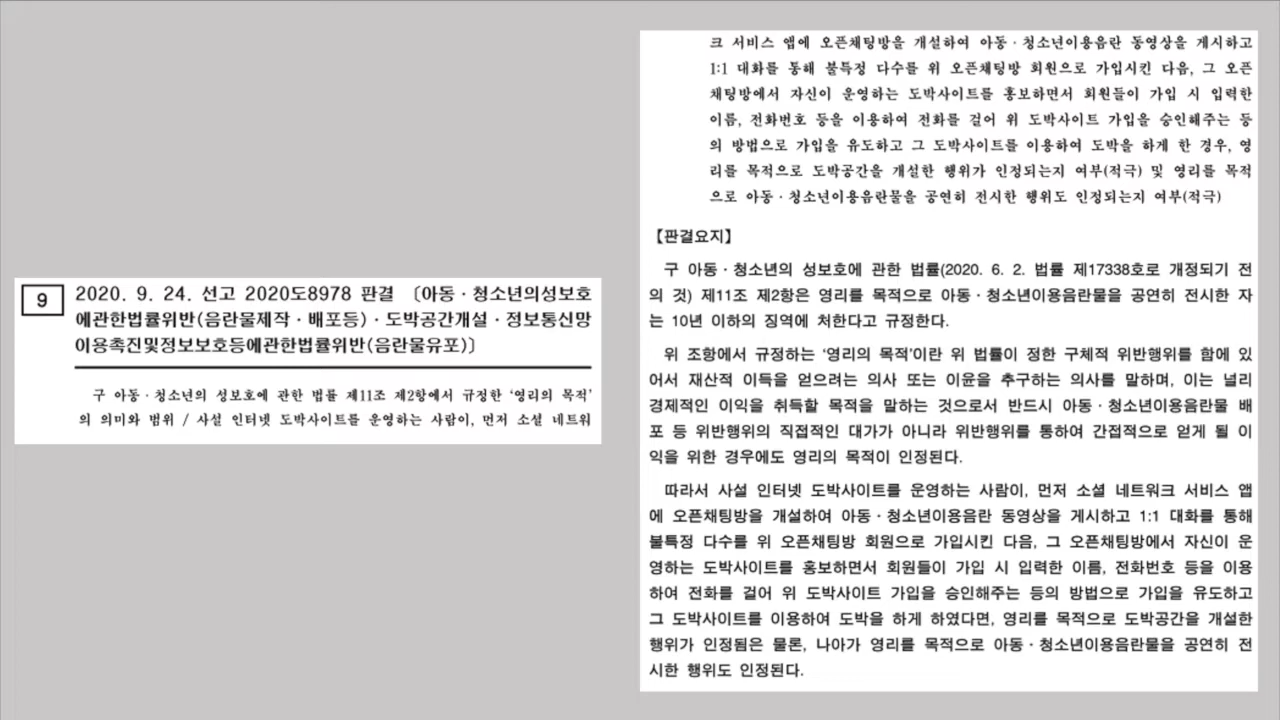 9
2020. 9. 24. 선고 2020도8978 판결 〔아동·청소년의성보호
에관한법률위반(음란물제작·배포등)·도박공간개설·정보통신망
이용촉진및정보보호등에관한법률위반(음란물유포)〕
구 아동·청소년의 성보호에 관한 법률 제11조 제2항에서 규정한 ‘영리의 목적’
의 의미와 범위 / 사설 인터넷 도박사이트를 운영하는 사람이, 먼저 소셜 네트워
크 서비스 앱에 오픈채팅방을 개설하여 아동·청소년이용음란 동영상을 게시하고
1:1 대화를 통해 불특정 다수를 위 오픈채팅방 회원으로 가입시킨 다음, 그 오픈
채팅방에서 자신이 운영하는 도박사이트를 홍보하면서 회원들이 가입 시 입력한
이름, 전화번호 등을 이용하여 전화를 걸어 위 도박사이트 가입을 승인해주는 등
의 방법으로 가입을 유도하고 그 도박사이트를 이용하여 도박을 하게 한 경우, 영
리를 목적으로 도박공간을 개설한 행위가 인정되는지 여부(적극) 및 영리를 목적
으로 아동·청소년이용음란물을 공연히 전시한 행위도 인정되는지 여부(적극)
【판결요지】
구 아동·청소년의 성보호에 관한 법률(2020. 6. 2. 법률 제17338호로 개정되기 전
의 것) 제11조 제2항은 영리를 목적으로 아동·청소년이용음란물을 공연히 전시한 자
는 10년 이하의 징역에 처한다고 규정한다.
위 조항에서 규정하는 ‘영리의 목적’이란 위 법률이 정한 구체적 위반행위를 함에 있
어서 재산적 이득을 얻으려는 의사 또는 이윤을 추구하는 의사를 말하며, 이는 널리
경제적인 이익을 취득할 목적을 말하는 것으로서 반드시 아동·청소년이용음란물 배
포 등 위반행위의 직접적인 대가가 아니라 위반행위를 통하여 간접적으로 얻게 될 이
익을 위한 경우에도 영리의 목적이 인정된다.
따라서 사설 인터넷 도박사이트를 운영하는 사람이, 먼저 소셜 네트워크 서비스 앱
에 오픈채팅방을 개설하여 아동·청소년이용음란 동영상을 게시하고 1:1 대화를 통해
불특정 다수를 위 오픈채팅방 회원으로 가입시킨 다음, 그 오픈채팅방에서 자신이 운
영하는 도박사이트를 홍보하면서 회원들이 가입 시 입력한 이름, 전화번호 등을 이용
하여 전화를 걸어 위 도박사이트 가입을 승인해주는 등의 방법으로 가입을 유도하고
그 도박사이트를 이용하여 도박을 하게 하였다면, 영리를 목적으로 도박공간을 개설한
행위가 인정됨은 물론, 나아가 영리를 목적으로 아동·청소년이용음란물을 공연히 전
시한 행위도 인정된다.